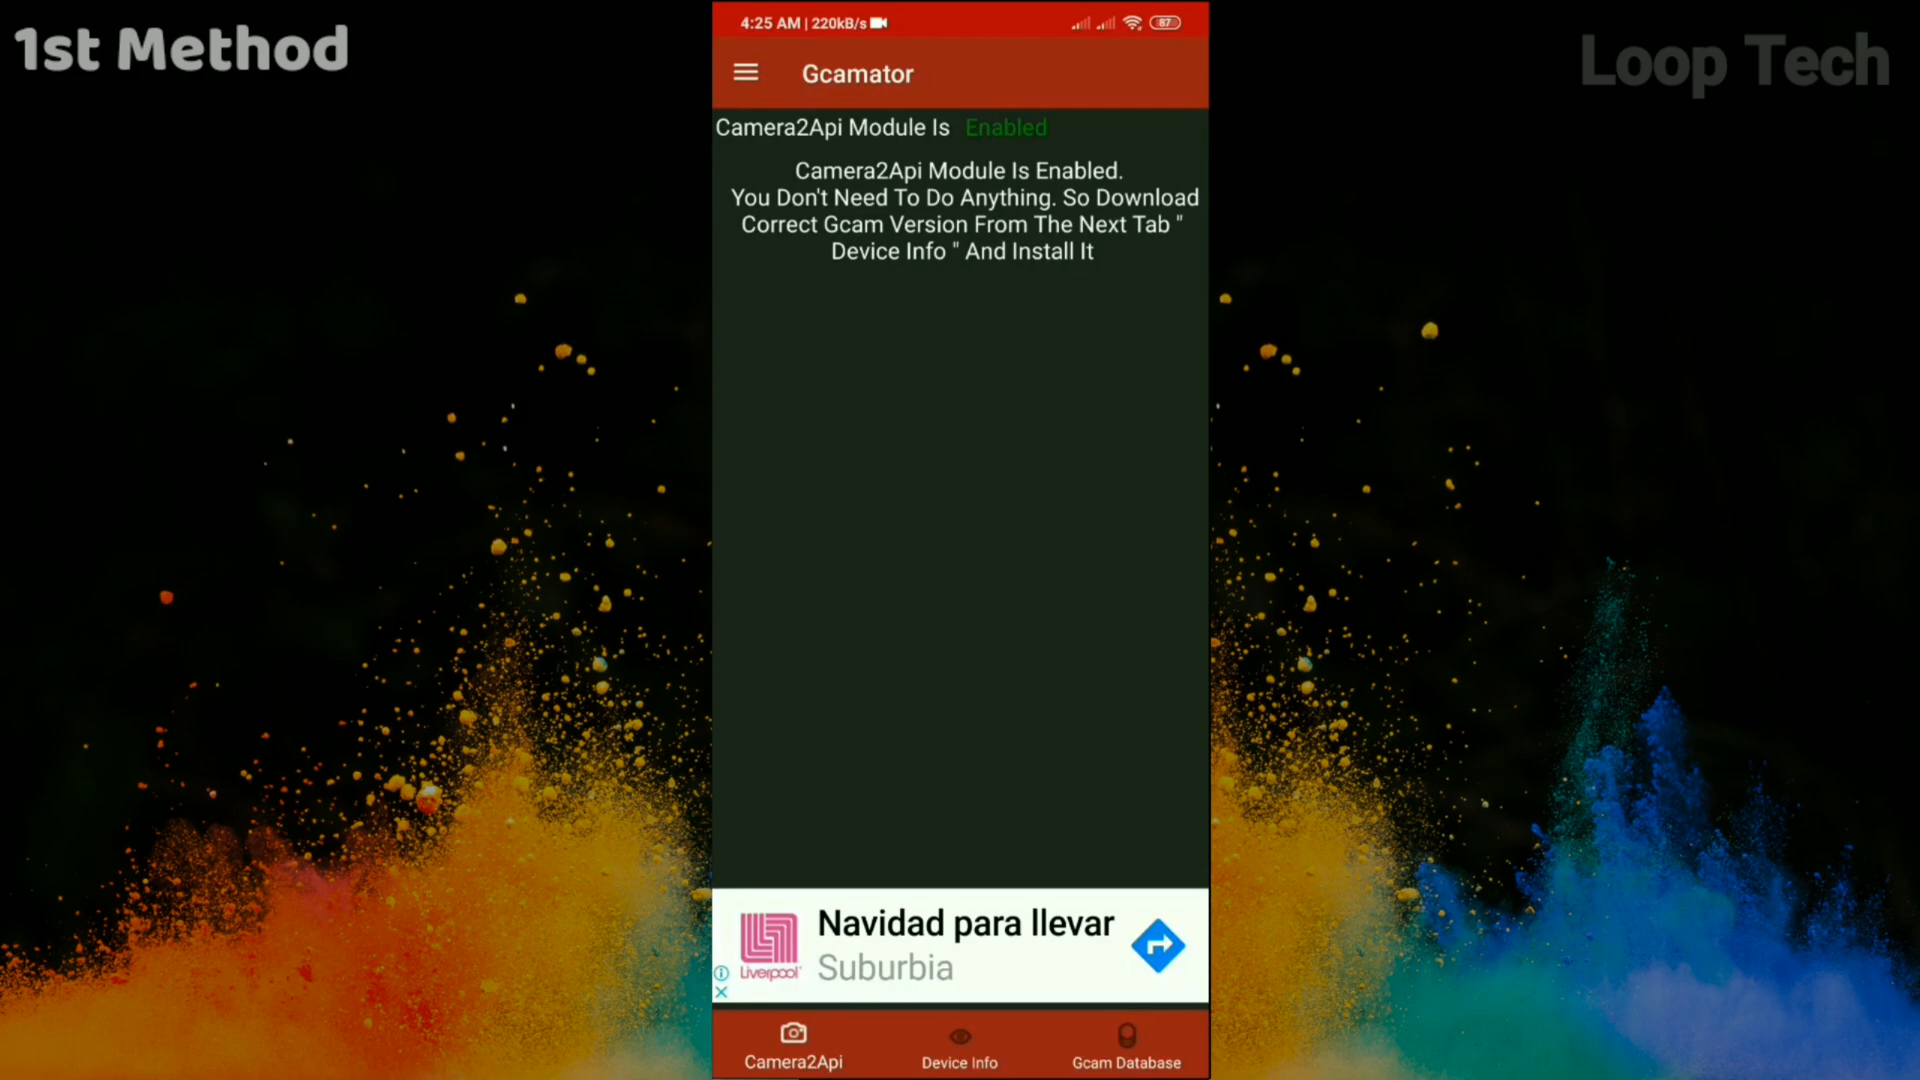 1st Method
Loop Tech
4:25 AM | 220kB/s
87
Gcamator
Camera2Api Module Is Enabled
Camera2Api Module Is Enabled.
You Don't Need To Do Anything. So Download
Correct Gcam Version From The Next Tab "
Device Info " And Install It
Navidad para llevar
Liverpool
Suburbia
Camera2Api
Device Info
Gcam Database